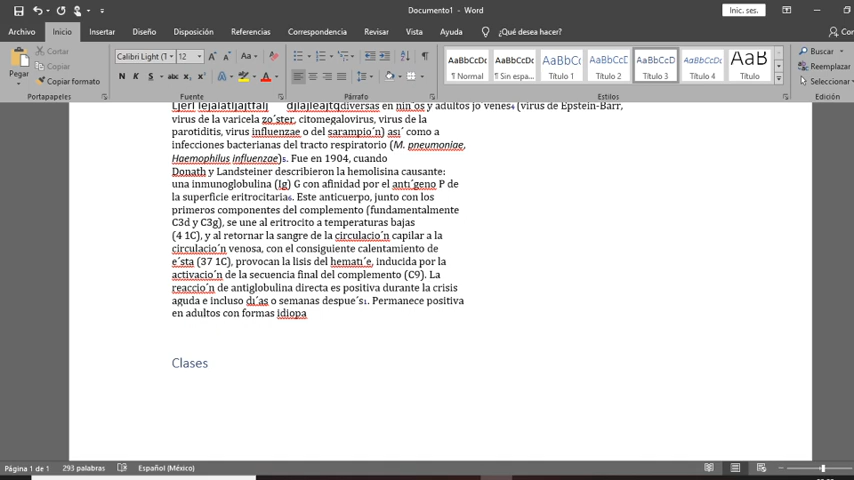 Documento1 - Word
Inic. ses.
Archivo Inicio Insertar Diseño Disposición Referencias Correspondencia Revisar Vista Ayuda ¿Qué desea hacer?
Pegar
Cortar
Copiar
Copiar formato
Portapapeles
Calibri Light (T 12
N K S abc x₂ x²
Fuente
Párrafo
AaBbCcDc ¶ Normal
AaBbCcDc ¶ Sin espa...
AaBbCc Título 1
AaBbCcE Título 2
AaBbCcD Título 3
AaBbCcDc Título 4
AaB Título
Estilos
Buscar
Reemplazar
Seleccionar
Edición
diversas en nin˜os y adultos jo´venes4 (virus de Epstein-Barr,
virus de la varicela zo´ster, citomegalovirus, virus de la
parotiditis, virus influenzae o del sarampio´n) ası´ como a
infecciones bacterianas del tracto respiratorio (M. pneumoniae,
Haemophilus influenzae)5. Fue en 1904, cuando
Donath y Landsteiner describieron la hemolisina causante:
una inmunoglobulina (Ig) G con afinidad por el antı´geno P de
la superficie eritrocitaria6. Este anticuerpo, junto con los
primeros componentes del complemento (fundamentalmente
C3d y C3g), se une al eritrocito a temperaturas bajas
(4 1C), y al retornar la sangre de la circulacio´n capilar a la
circulacio´n venosa, con el consiguiente calentamiento de
e´sta (37 1C), provocan la lisis del hematı´e, inducida por la
activacio´n de la secuencia final del complemento (C9). La
reaccio´n de antiglobulina directa es positiva durante la crisis
aguda e incluso dı´as o semanas despue´s1. Permanece positiva
en adultos con formas idiopa
Clases
Página 1 de 1 293 palabras Español (México)